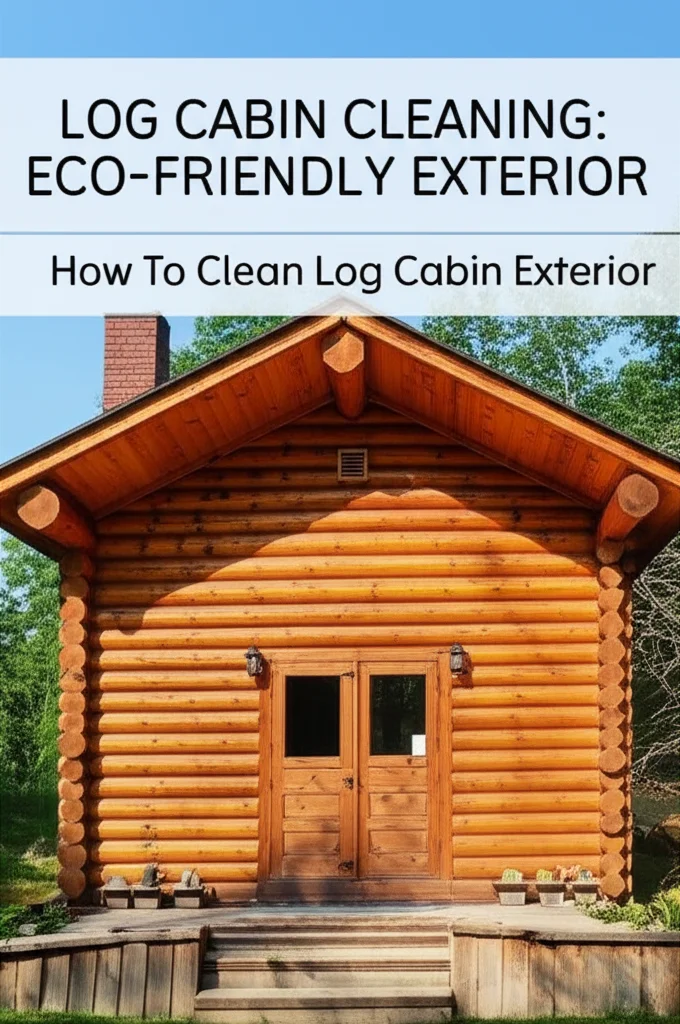 LOG CABIN CLEANING:
ECO-FRIENDLY EXTERIOR
How To Clean Log Cabin Exterior